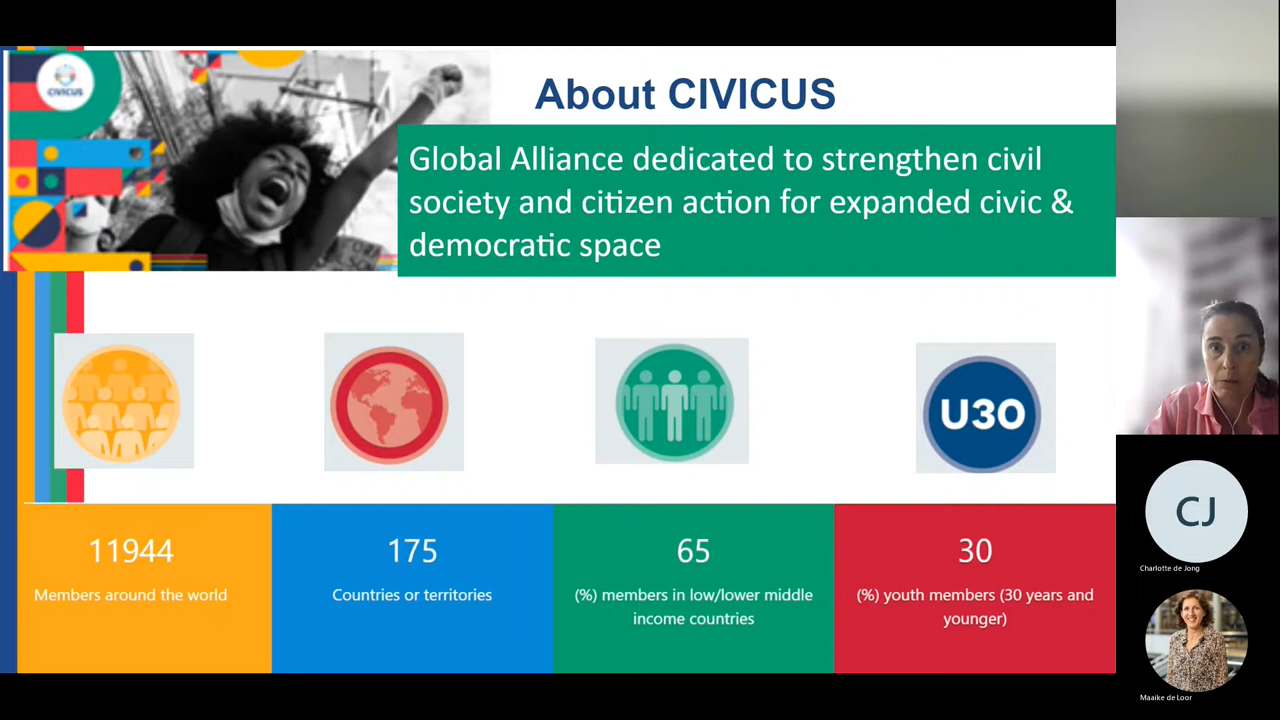 CIVICUS
About CIVICUS
Global Alliance dedicated to strengthen civil
society and citizen action for expanded civic &
democratic space
U30
11944
Members around the world
175
Countries or territories
65
(%) members in low/lower middle
income countries
30
(%) youth members (30 years and
younger)
CJ
Charlotte de Jong
Maaike de Loor